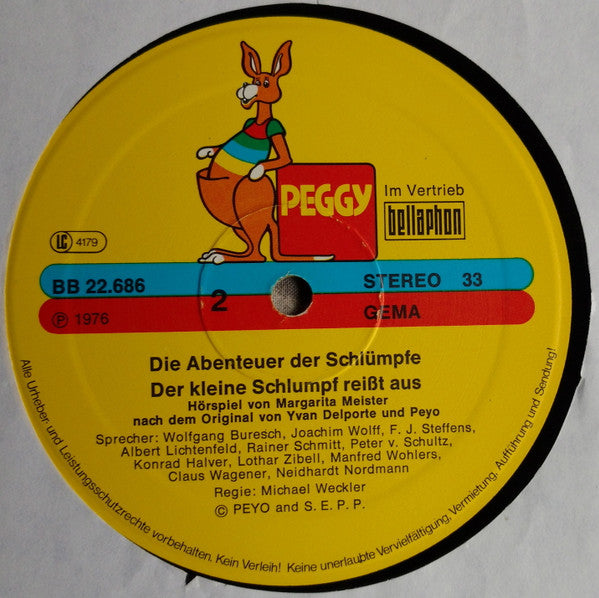 PEGGY
Im Vertrieb
bellaphon
LC 4179
BB 22.686
2
STEREO 33
℗ 1976
GEMA
Die Abenteuer der Schlümpfe
Der kleine Schlumpf reißt aus
Hörspiel von Margarita Meister
nach dem Original von Yvan Delporte und Peyo
Sprecher: Wolfgang Buresch, Joachim Wolff, F. J. Steffens,
Albert Lichtenfeld, Rainer Schmitt, Peter v. Schultz,
Konrad Halver, Lothar Zibell, Manfred Wohlers,
Claus Wagener, Neidhardt Nordmann
Regie: Michael Weckler
© PEYO and S. E. P. P.
Alle Urheber- und Leistungsschutzrechte vorbehalten. Kein Verleih! Keine unerlaubte Vervielfältigung, Vermietung, Aufführung und Sendung!